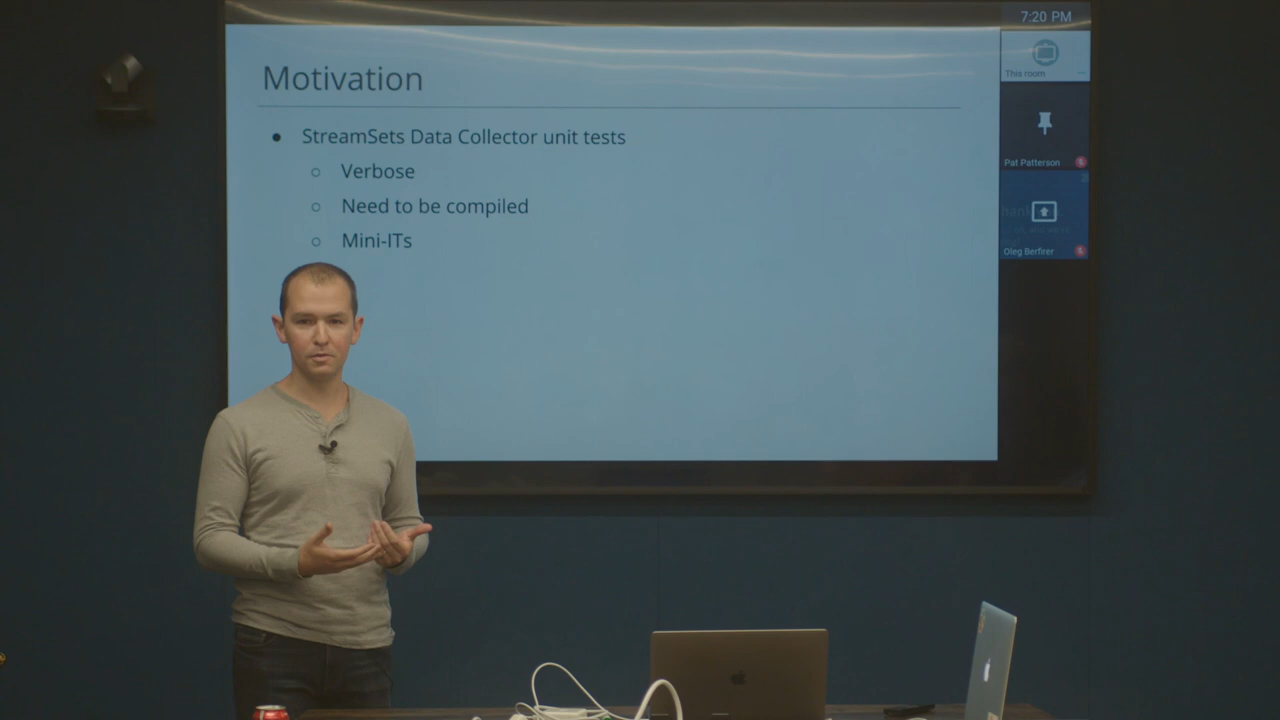 7:20 PM
Motivation
This room
StreamSets Data Collector unit tests
Verbose
Need to be compiled
Mini-ITs
Pat Patterson
Oleg Berfirer